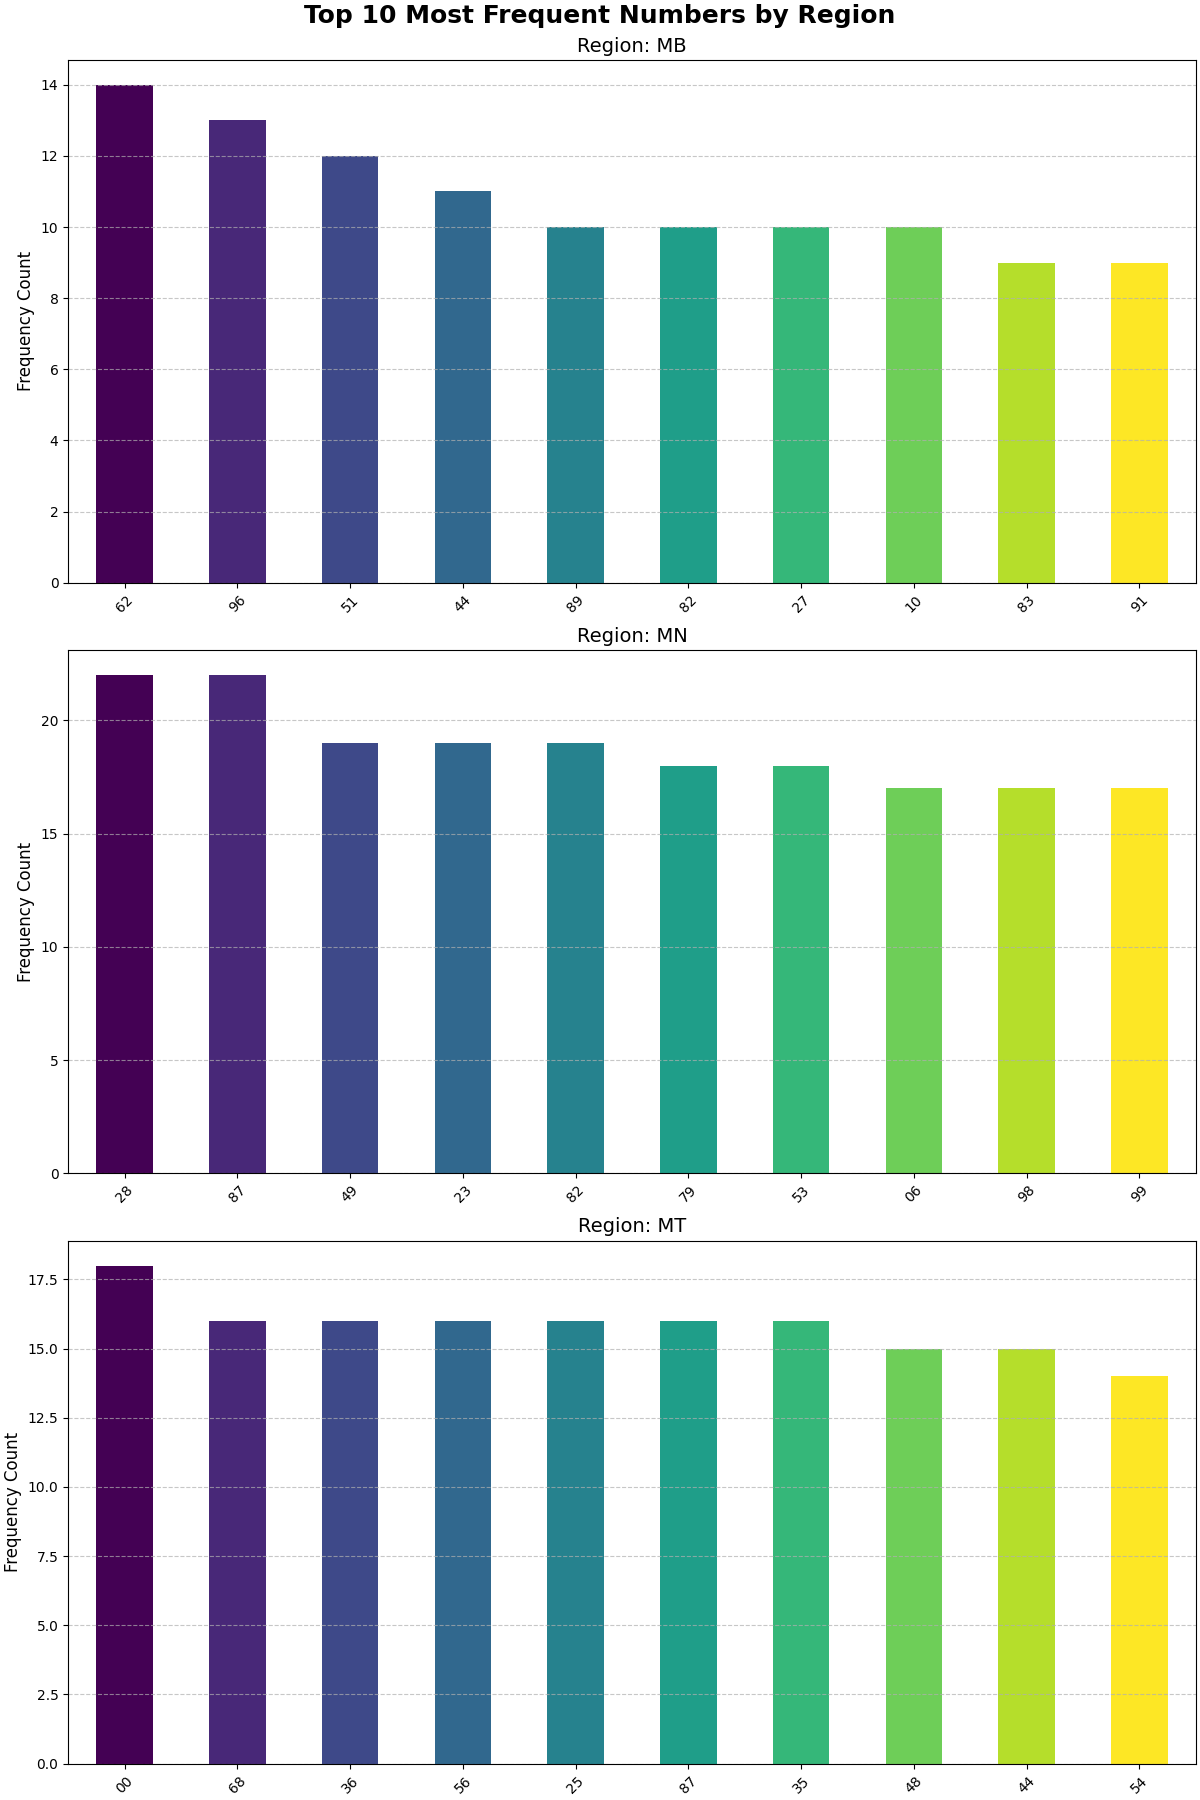 Top 10 Most Frequent Numbers by Region
Region: MB
Frequency Count
14
12
10
8
6
4
2
0
62 96 51 44 89 82 27 10 83 91
Region: MN
Frequency Count
20
15
10
5
0
28 87 49 23 82 79 53 06 98 99
Region: MT
Frequency Count
17.5
15.0
12.5
10.0
7.5
5.0
2.5
0.0
00 68 36 56 25 87 35 48 44 54